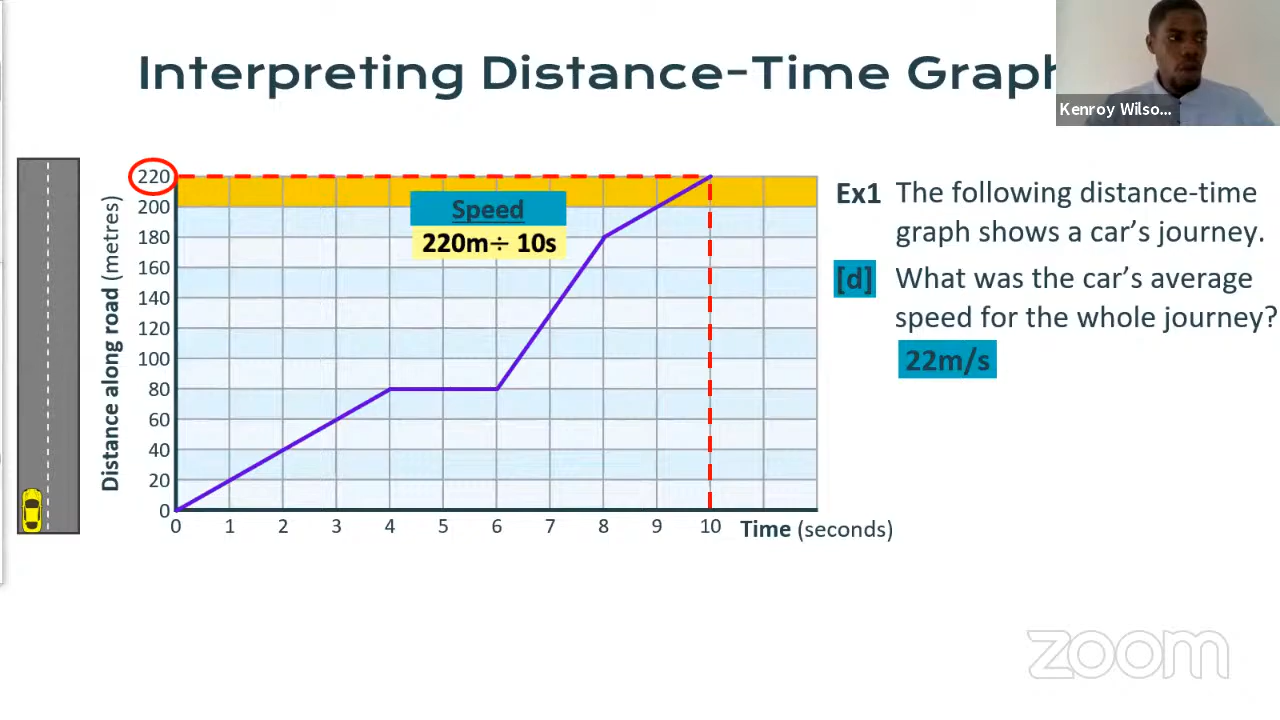 Interpreting Distance-Time Graph
Kenroy Wilso...
220
200
180
160
140
120
100
80
60
40
20
0
Distance along road (metres)
Speed
220m÷ 10s
0 1 2 3 4 5 6 7 8 9 10 Time (seconds)
Ex1 The following distance-time
graph shows a car's journey.
[d] What was the car's average
speed for the whole journey?
22m/s
zoom